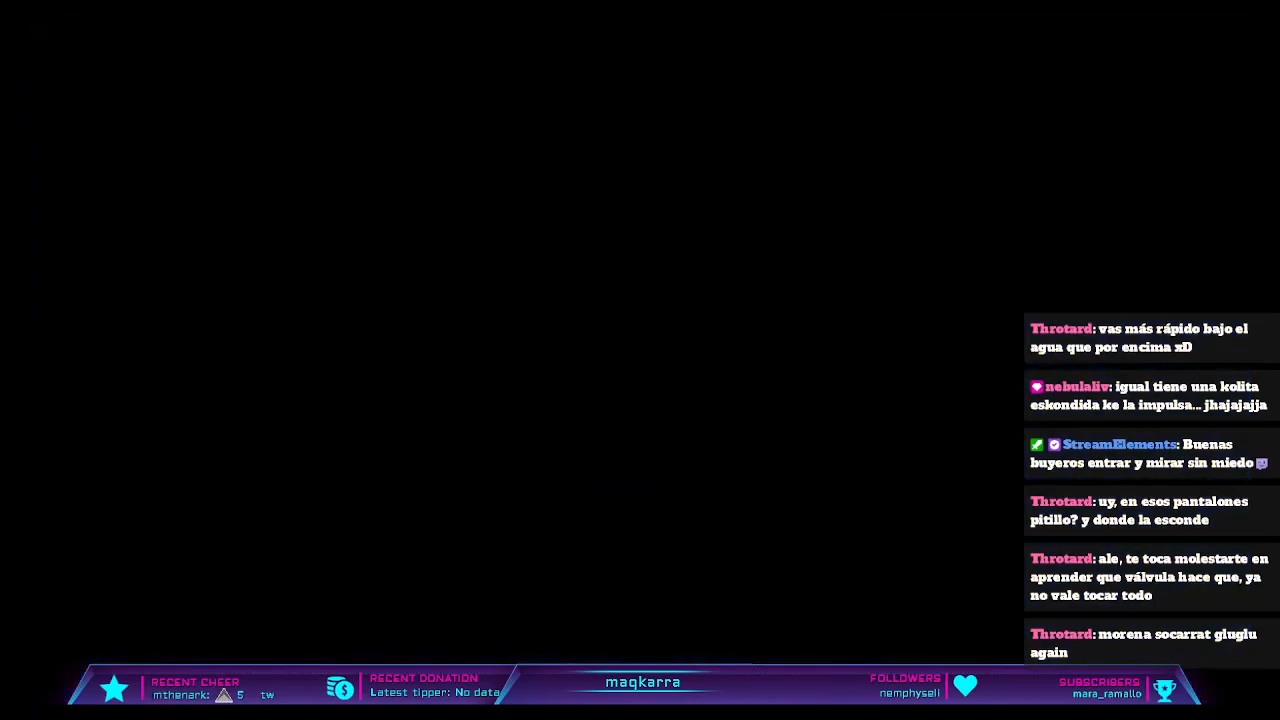 Throtard: vas más rápido bajo el
agua que por encima xD
nebulaliv: igual tiene una kolita
eskondida ke la impulsa... jhajajajja
StreamElements: Buenas
buyeros entrar y mirar sin miedo
Throtard: uy, en esos pantalones
pitillo? y donde la esconde
Throtard: ale, te toca molestarte en
aprender que válvula hace que, ya
no vale tocar todo
Throtard: morena socarrat gluglu
again
RECENT CHEER
mthenark: 5 tw
RECENT DONATION
Latest tipper: No data
maqkarra
FOLLOWERS
nemphysell
SUBSCRIBERS
mara_ramallo